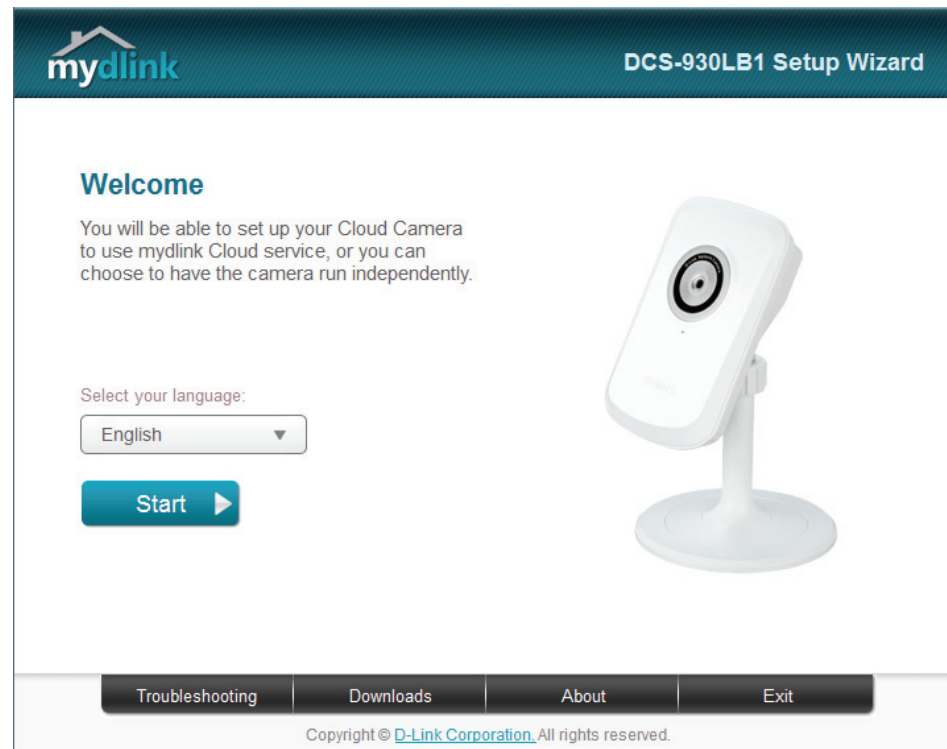 mydlink
DCS-930LB1 Setup Wizard
Welcome
You will be able to set up your Cloud Camera
to use mydlink Cloud service, or you can
choose to have the camera run independently.
Select your language:
English
Start
Troubleshooting
Downloads
About
Exit
Copyright © D-Link Corporation. All rights reserved.